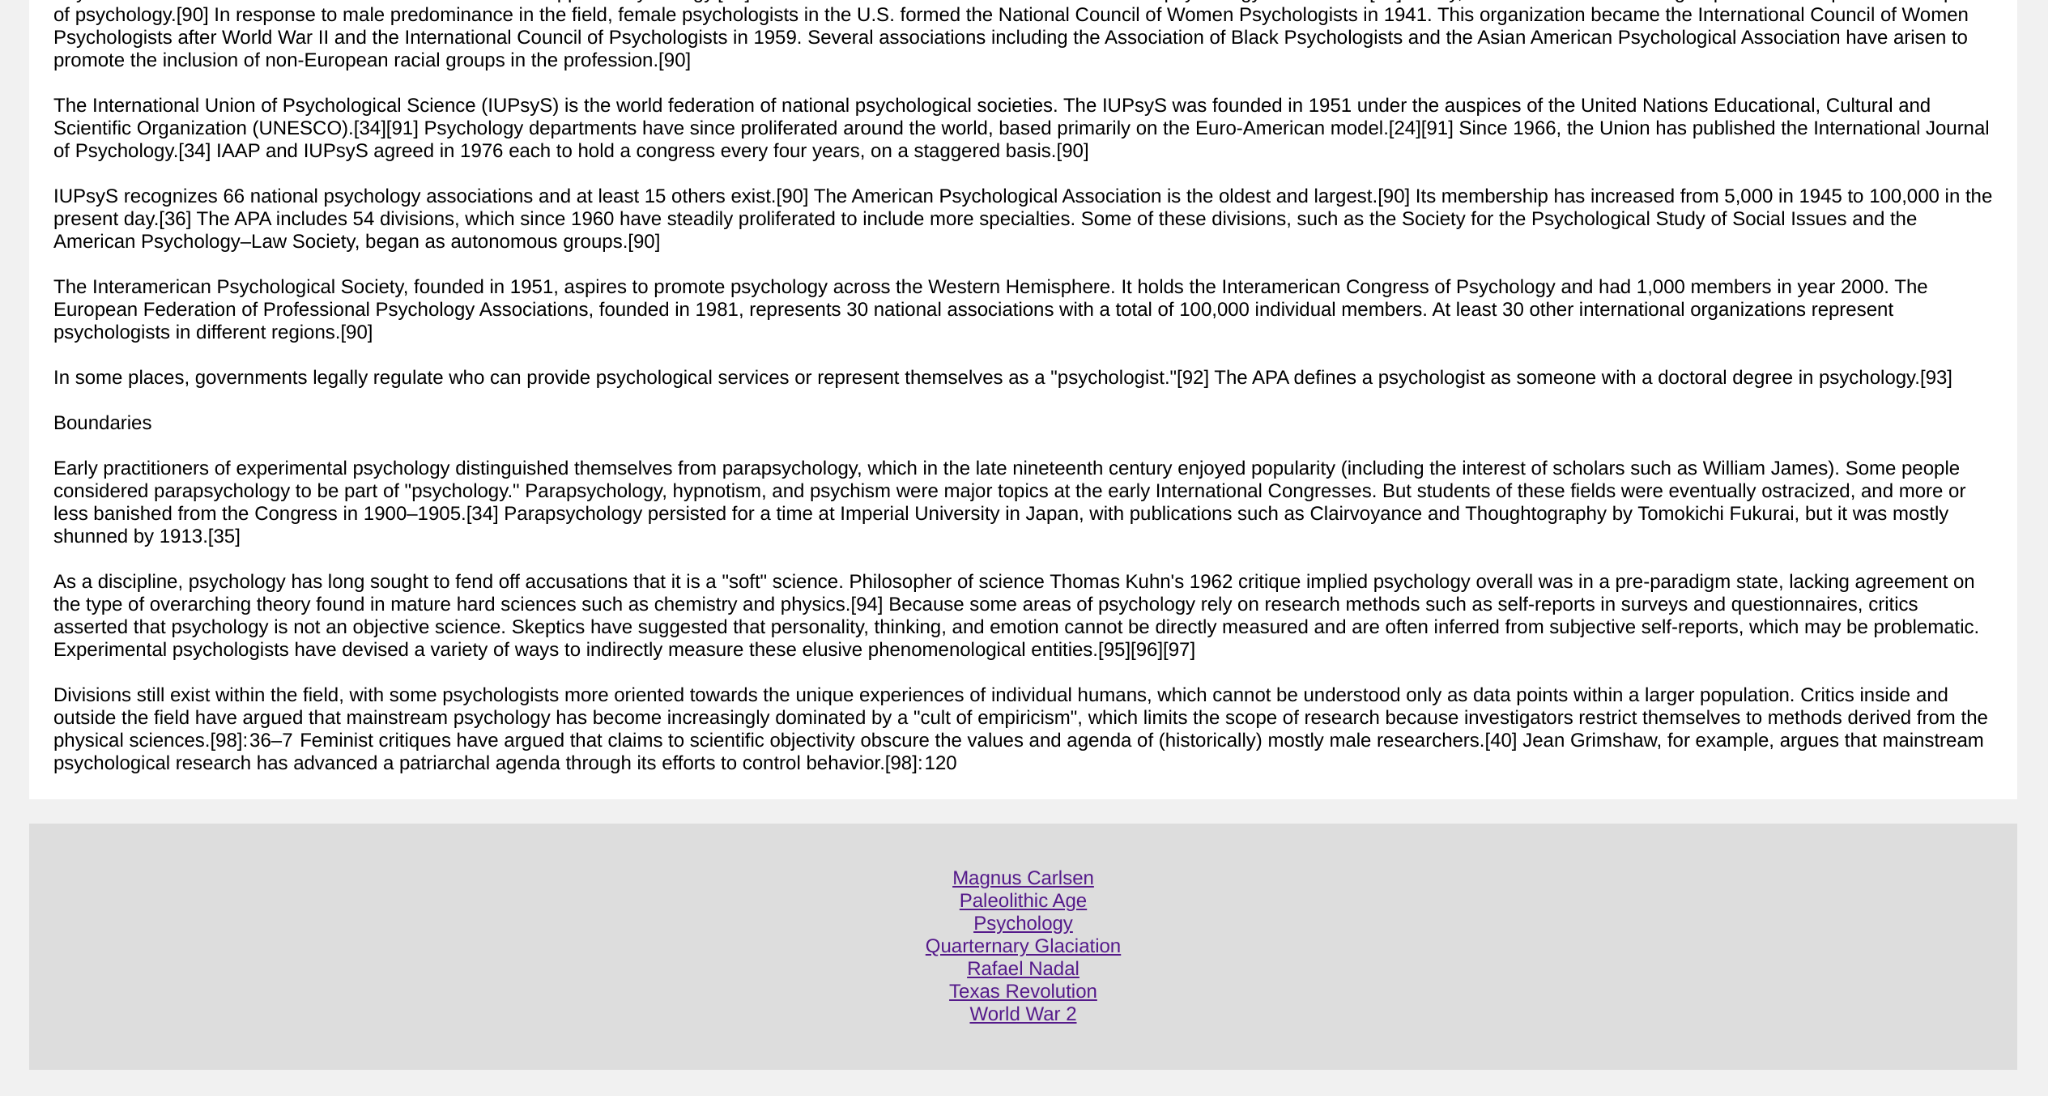 of psychology.[90] In response to male predominance in the field, female psychologists in the U.S. formed the National Council of Women Psychologists in 1941. This organization became the International Council of Women
Psychologists after World War II and the International Council of Psychologists in 1959. Several associations including the Association of Black Psychologists and the Asian American Psychological Association have arisen to
promote the inclusion of non-European racial groups in the profession.[90]
The International Union of Psychological Science (IUPsyS) is the world federation of national psychological societies. The IUPsyS was founded in 1951 under the auspices of the United Nations Educational, Cultural and
Scientific Organization (UNESCO).[34][91] Psychology departments have since proliferated around the world, based primarily on the Euro-American model.[24][91] Since 1966, the Union has published the International Journal
of Psychology.[34] IAAP and IUPsyS agreed in 1976 each to hold a congress every four years, on a staggered basis.[90]
IUPsyS recognizes 66 national psychology associations and at least 15 others exist.[90] The American Psychological Association is the oldest and largest.[90] Its membership has increased from 5,000 in 1945 to 100,000 in the
present day.[36] The APA includes 54 divisions, which since 1960 have steadily proliferated to include more specialties. Some of these divisions, such as the Society for the Psychological Study of Social Issues and the
American Psychology–Law Society, began as autonomous groups.[90]
The Interamerican Psychological Society, founded in 1951, aspires to promote psychology across the Western Hemisphere. It holds the Interamerican Congress of Psychology and had 1,000 members in year 2000. The
European Federation of Professional Psychology Associations, founded in 1981, represents 30 national associations with a total of 100,000 individual members. At least 30 other international organizations represent
psychologists in different regions.[90]
In some places, governments legally regulate who can provide psychological services or represent themselves as a "psychologist."[92] The APA defines a psychologist as someone with a doctoral degree in psychology.[93]
Boundaries
Early practitioners of experimental psychology distinguished themselves from parapsychology, which in the late nineteenth century enjoyed popularity (including the interest of scholars such as William James). Some people
considered parapsychology to be part of "psychology." Parapsychology, hypnotism, and psychism were major topics at the early International Congresses. But students of these fields were eventually ostracized, and more or
less banished from the Congress in 1900–1905.[34] Parapsychology persisted for a time at Imperial University in Japan, with publications such as Clairvoyance and Thoughtography by Tomokichi Fukurai, but it was mostly
shunned by 1913.[35]
As a discipline, psychology has long sought to fend off accusations that it is a "soft" science. Philosopher of science Thomas Kuhn's 1962 critique implied psychology overall was in a pre-paradigm state, lacking agreement on
the type of overarching theory found in mature hard sciences such as chemistry and physics.[94] Because some areas of psychology rely on research methods such as self-reports in surveys and questionnaires, critics
asserted that psychology is not an objective science. Skeptics have suggested that personality, thinking, and emotion cannot be directly measured and are often inferred from subjective self-reports, which may be problematic.
Experimental psychologists have devised a variety of ways to indirectly measure these elusive phenomenological entities.[95][96][97]
Divisions still exist within the field, with some psychologists more oriented towards the unique experiences of individual humans, which cannot be understood only as data points within a larger population. Critics inside and
outside the field have argued that mainstream psychology has become increasingly dominated by a "cult of empiricism", which limits the scope of research because investigators restrict themselves to methods derived from the
physical sciences.[98]:36–7 Feminist critiques have argued that claims to scientific objectivity obscure the values and agenda of (historically) mostly male researchers.[40] Jean Grimshaw, for example, argues that mainstream
psychological research has advanced a patriarchal agenda through its efforts to control behavior.[98]:120
Magnus Carlsen
Paleolithic Age
Psychology
Quarternary Glaciation
Rafael Nadal
Texas Revolution
World War 2